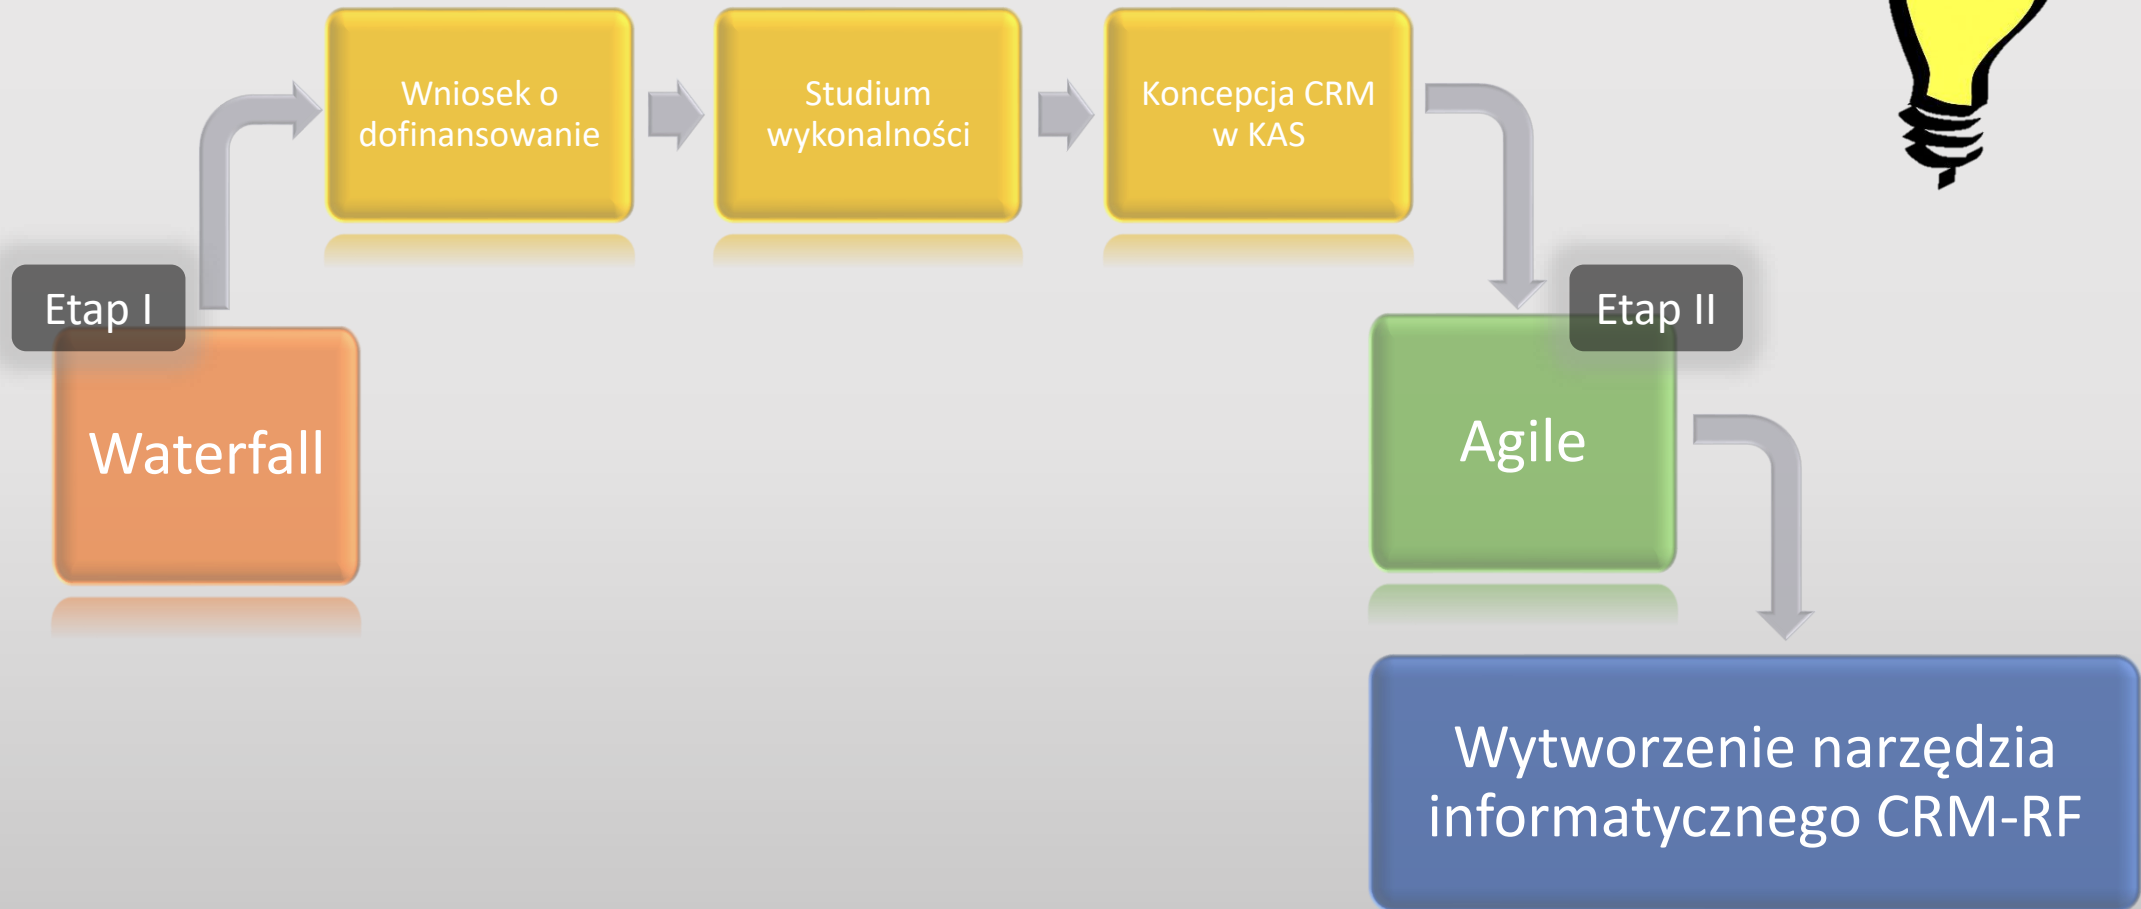 Wniosek o
dofinansowanie
Studium
wykonalności
Koncepcja CRM
w KAS
Etap I
Waterfall
Etap II
Agile
Wytworzenie narzędzia
informatycznego CRM-RF